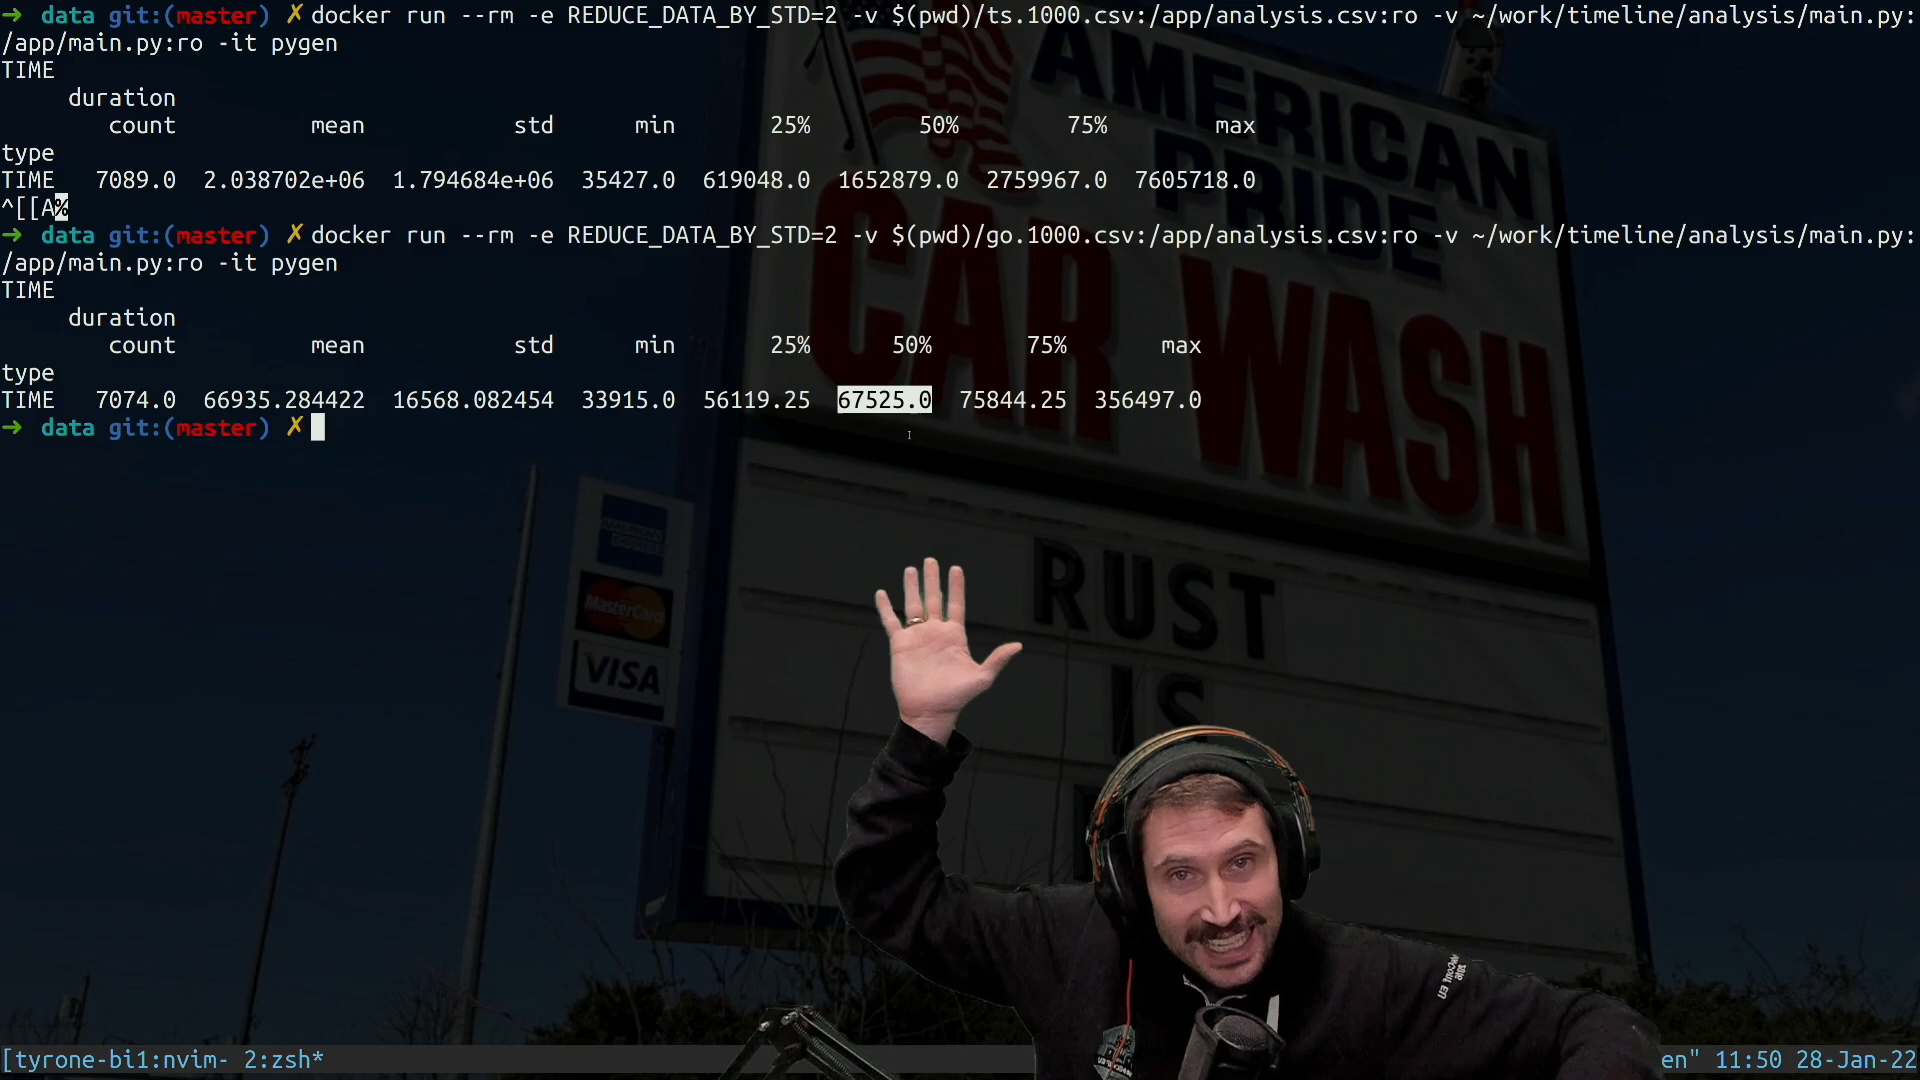 → data git:(master) ✗ docker run --rm -e REDUCE_DATA_BY_STD=2 -v $(pwd)/ts.1000.csv:/app/analysis.csv:ro -v ~/work/timeline/analysis/main.py:
/app/main.py:ro -it pygen
TIME
duration
count mean std min 25% 50% 75% max
type
TIME 7089.0 2.038702e+06 1.794684e+06 35427.0 619048.0 1652879.0 2759967.0 7605718.0
^[[A%
→ data git:(master) ✗ docker run --rm -e REDUCE_DATA_BY_STD=2 -v $(pwd)/go.1000.csv:/app/analysis.csv:ro -v ~/work/timeline/analysis/main.py:
/app/main.py:ro -it pygen
TIME
duration
count mean std min 25% 50% 75% max
type
TIME 7074.0 66935.284422 16568.082454 33915.0 56119.25 67525.0 75844.25 356497.0
→ data git:(master) ✗
AMERICAN
PRIDE
CAR WASH
AMERICAN
EXPRESS
MasterCard
VISA
RUST
IS
[tyrone-bi1:nvim- 2:zsh* en" 11:50 28-Jan-22